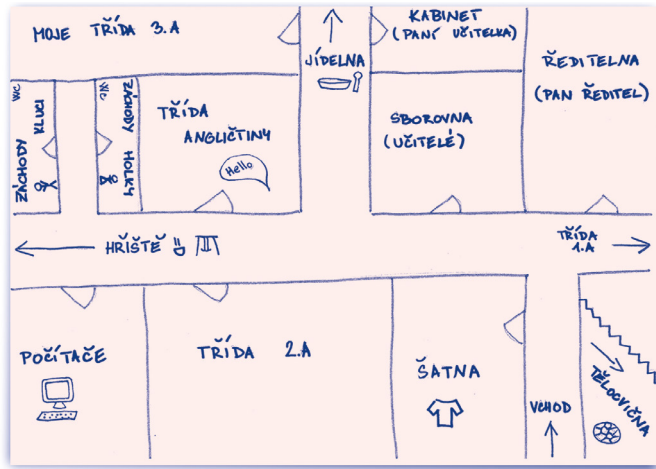 MOJE TŘÍDA 3.A
JÍDELNA
KABINET
(PANÍ UČITELKA)
ŘEDITELNA
(PAN ŘEDITEL)
WC
ZÁCHODY
KLUCI
WC
ZÁCHODY
HOLKY
TŘÍDA
ANGLIČTINY
Hello
SBOROVNA
(UČITELÉ)
HŘIŠTĚ
TŘÍDA
1.A
POČÍTAČE
TŘÍDA 2.A
ŠATNA
VCHOD
TĚLOCVIČNA